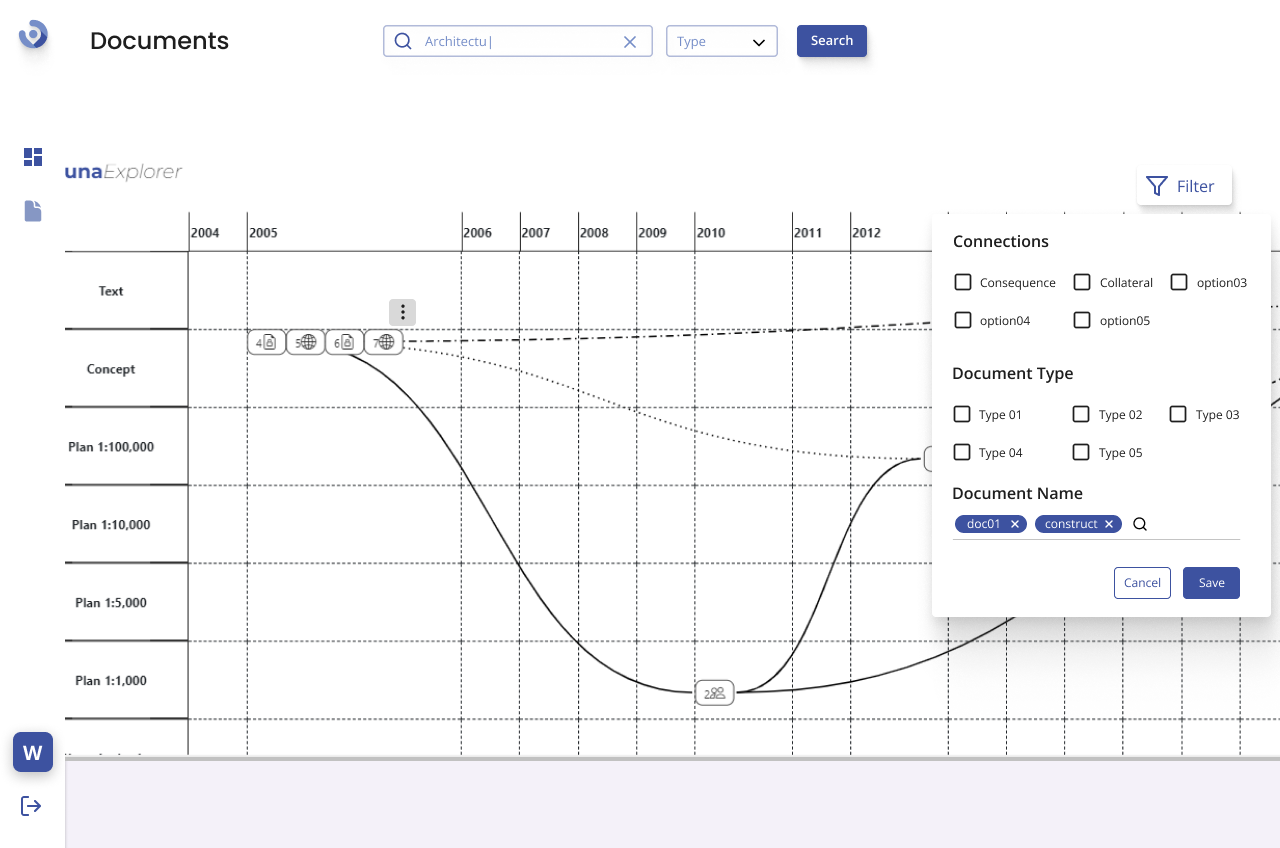 Documents
Architectu
Type
Search
unaExplorer
Filter
2004 2005 2006 2007 2008 2009 2010 2011 2012
Text
Concept
Plan 1:100,000
Plan 1:10,000
Plan 1:5,000
Plan 1:1,000
4 5 6 7
2
Connections
Consequence Collateral option03
option04 option05
Document Type
Type 01 Type 02 Type 03
Type 04 Type 05
Document Name
doc01 construct
Cancel Save
W